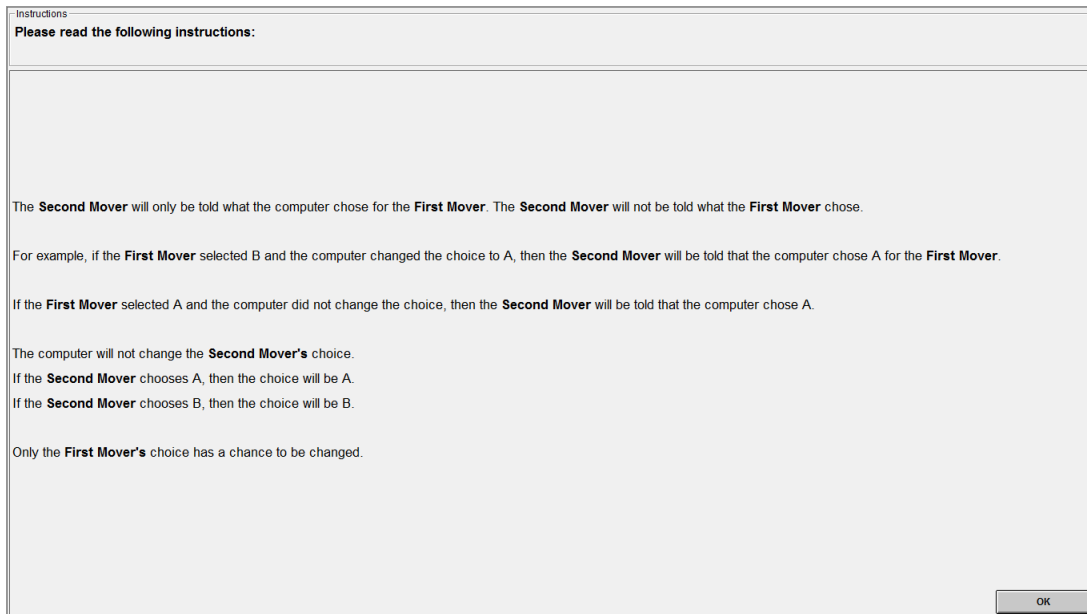 Instructions
Please read the following instructions:
The Second Mover will only be told what the computer chose for the First Mover. The Second Mover will not be told what the First Mover chose.
For example, if the First Mover selected B and the computer changed the choice to A, then the Second Mover will be told that the computer chose A for the First Mover.
If the First Mover selected A and the computer did not change the choice, then the Second Mover will be told that the computer chose A.
The computer will not change the Second Mover's choice.
If the Second Mover chooses A, then the choice will be A.
If the Second Mover chooses B, then the choice will be B.
Only the First Mover's choice has a chance to be changed.
OK